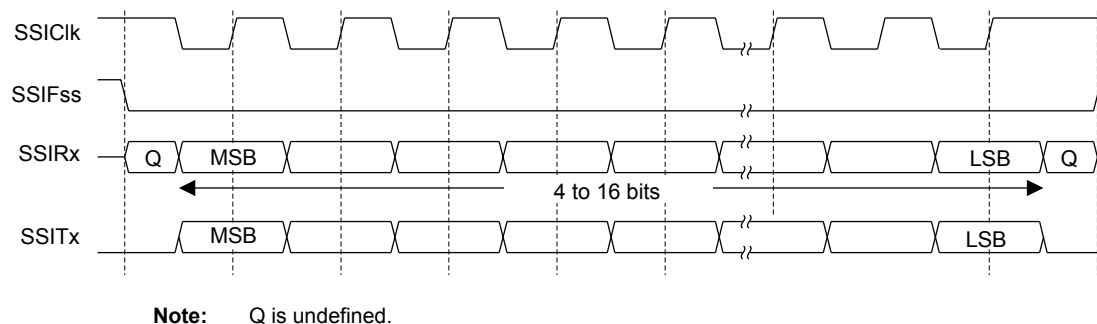 SSIClk
SSIFss
SSIRx Q MSB LSB Q
4 to 16 bits
SSITx MSB LSB
Note: Q is undefined.